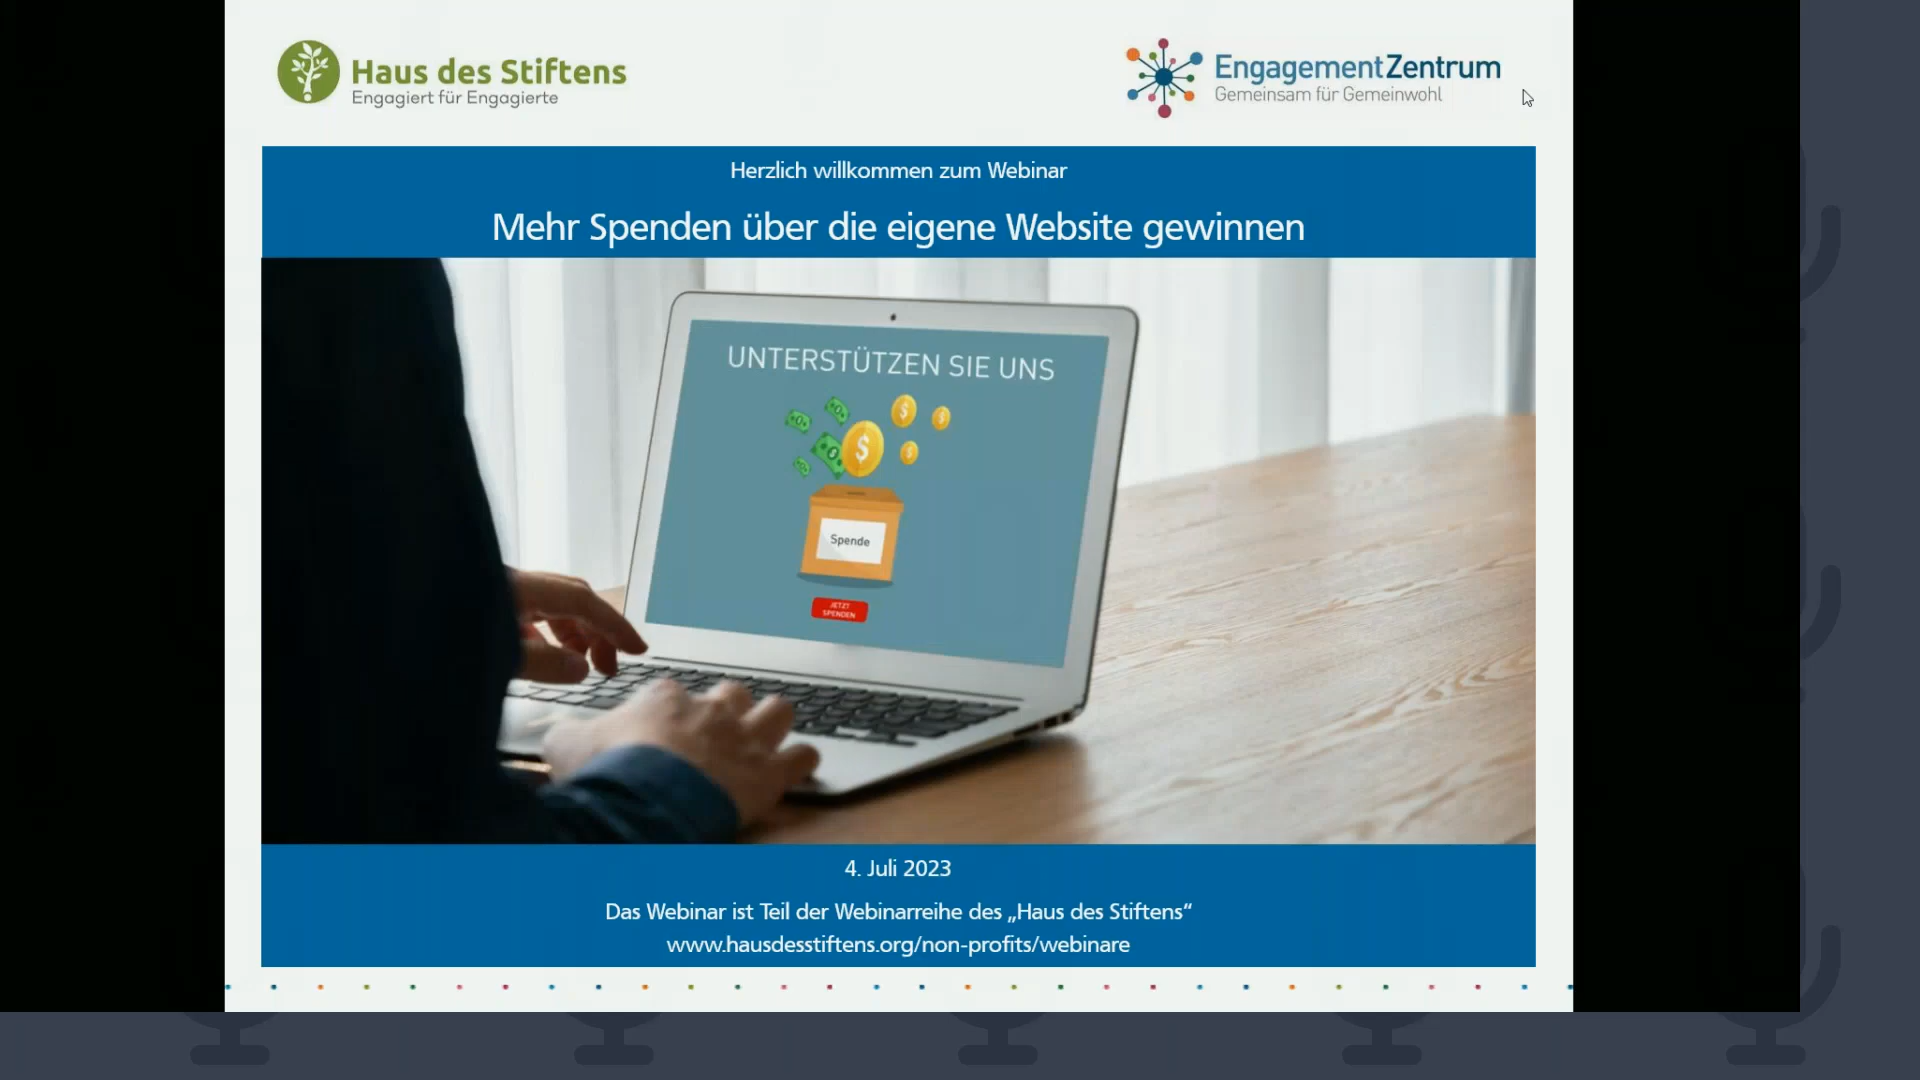 Haus des Stiftens
Engagiert für Engagierte
EngagementZentrum
Gemeinsam für Gemeinwohl
Herzlich willkommen zum Webinar
Mehr Spenden über die eigene Website gewinnen
UNTERSTÜTZEN SIE UNS
Spende
JETZT
SPENDEN
4. Juli 2023
Das Webinar ist Teil der Webinarreihe des „Haus des Stiftens“
www.hausdesstiftens.org/non-profits/webinare